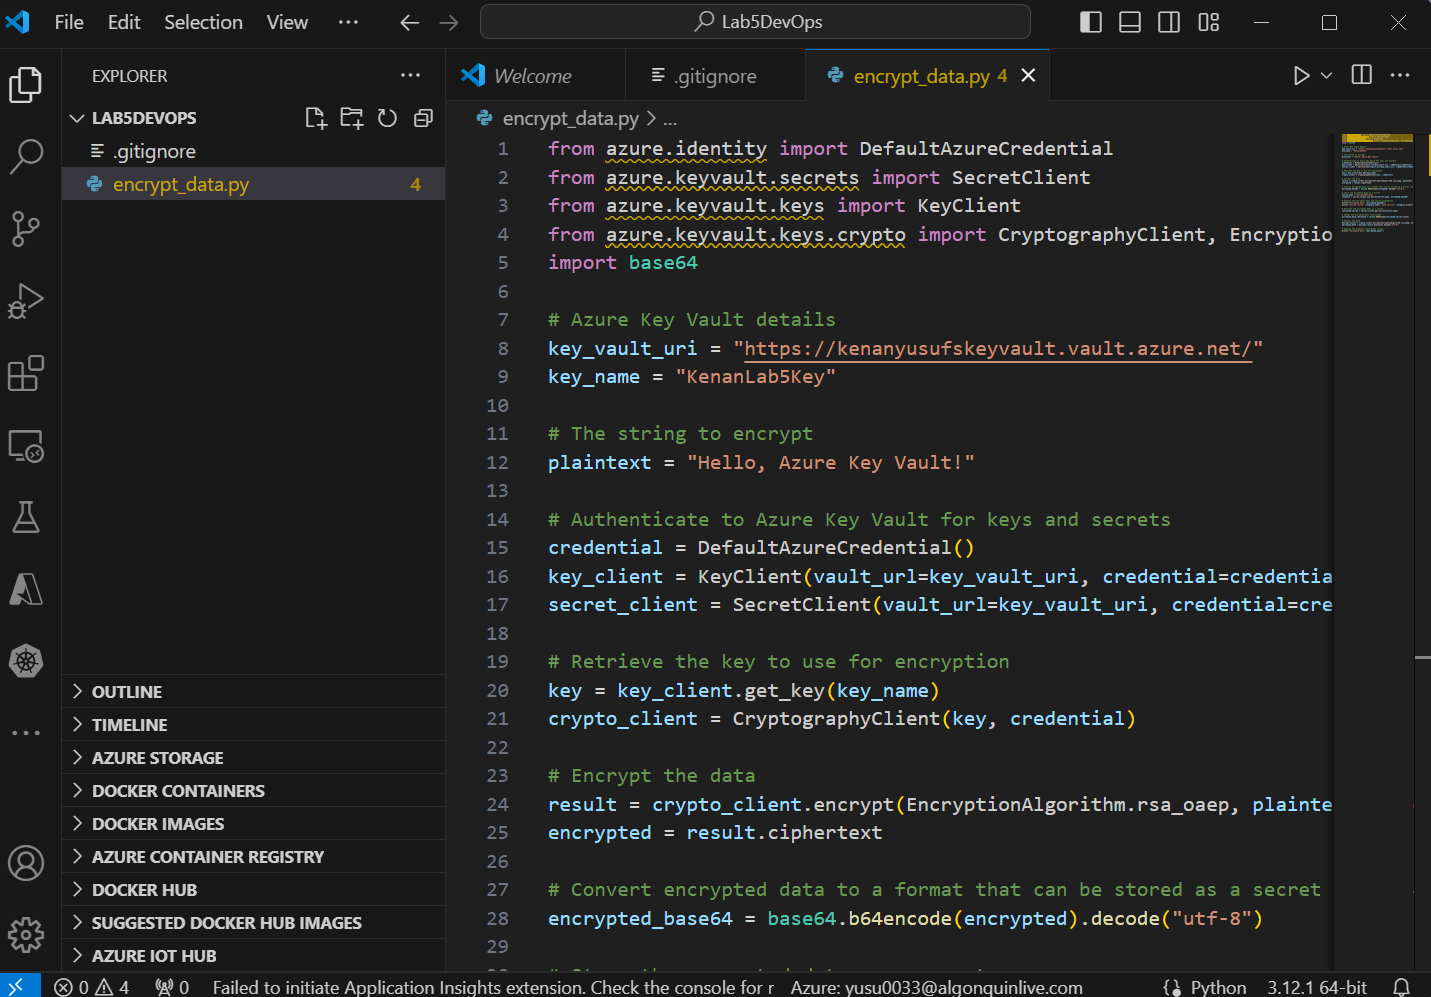 File Edit Selection View ... Lab5DevOps
EXPLORER ...
Welcome .gitignore encrypt_data.py 4
LAB5DEVOPS
.gitignore
encrypt_data.py 4
encrypt_data.py > ...
1 from azure.identity import DefaultAzureCredential
2 from azure.keyvault.secrets import SecretClient
3 from azure.keyvault.keys import KeyClient
4 from azure.keyvault.keys.crypto import CryptographyClient, Encryptio
5 import base64
6
7 # Azure Key Vault details
8 key_vault_uri = "https://kenanyusufskeyvault.vault.azure.net/"
9 key_name = "KenanLab5Key"
10
11 # The string to encrypt
12 plaintext = "Hello, Azure Key Vault!"
13
14 # Authenticate to Azure Key Vault for keys and secrets
15 credential = DefaultAzureCredential()
16 key_client = KeyClient(vault_url=key_vault_uri, credential=credentia
17 secret_client = SecretClient(vault_url=key_vault_uri, credential=cre
18
19 # Retrieve the key to use for encryption
20 key = key_client.get_key(key_name)
21 crypto_client = CryptographyClient(key, credential)
22
23 # Encrypt the data
24 result = crypto_client.encrypt(EncryptionAlgorithm.rsa_oaep, plainte
25 encrypted = result.ciphertext
26
27 # Convert encrypted data to a format that can be stored as a secret
28 encrypted_base64 = base64.b64encode(encrypted).decode("utf-8")
29
OUTLINE
TIMELINE
AZURE STORAGE
DOCKER CONTAINERS
DOCKER IMAGES
AZURE CONTAINER REGISTRY
DOCKER HUB
SUGGESTED DOCKER HUB IMAGES
AZURE IOT HUB
0 4 0 Failed to initiate Application Insights extension. Check the console for r Azure: yusu0033@algonquinlive.com Python 3.12.1 64-bit